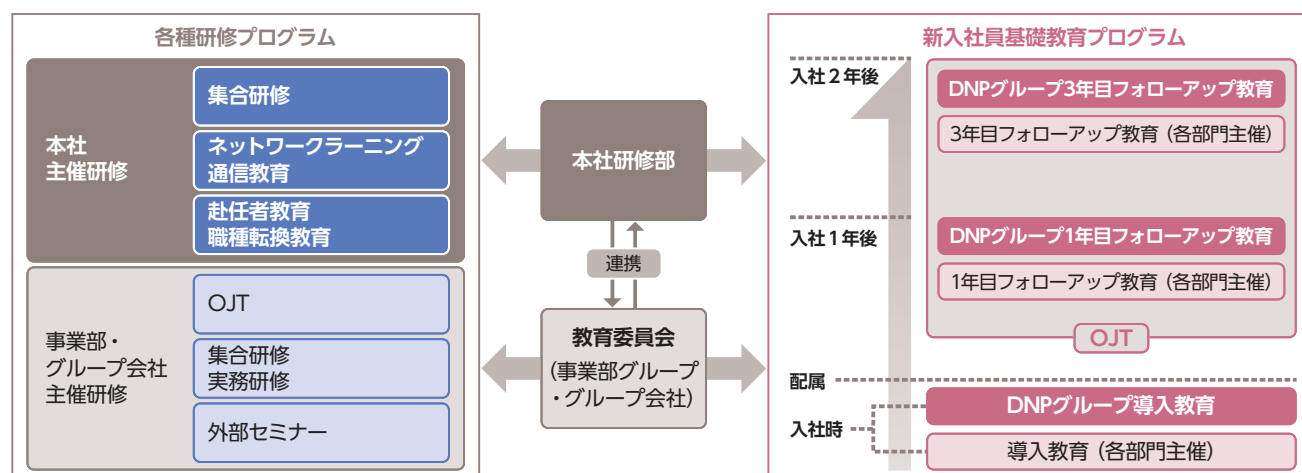 各種研修プログラム
本社
主催研修
集合研修
ネットワークラーニング
通信教育
赴任者教育
職種転換教育
事業部・
グループ会社
主催研修
OJT
集合研修
実務研修
外部セミナー
本社研修部
連携
教育委員会
(事業部グループ
・グループ会社)
新入社員基礎教育プログラム
入社2年後
DNPグループ3年目フォローアップ教育
3年目フォローアップ教育(各部門主催)
入社1年後
DNPグループ1年目フォローアップ教育
1年目フォローアップ教育(各部門主催)
OJT
配属
入社時
DNPグループ導入教育
導入教育(各部門主催)